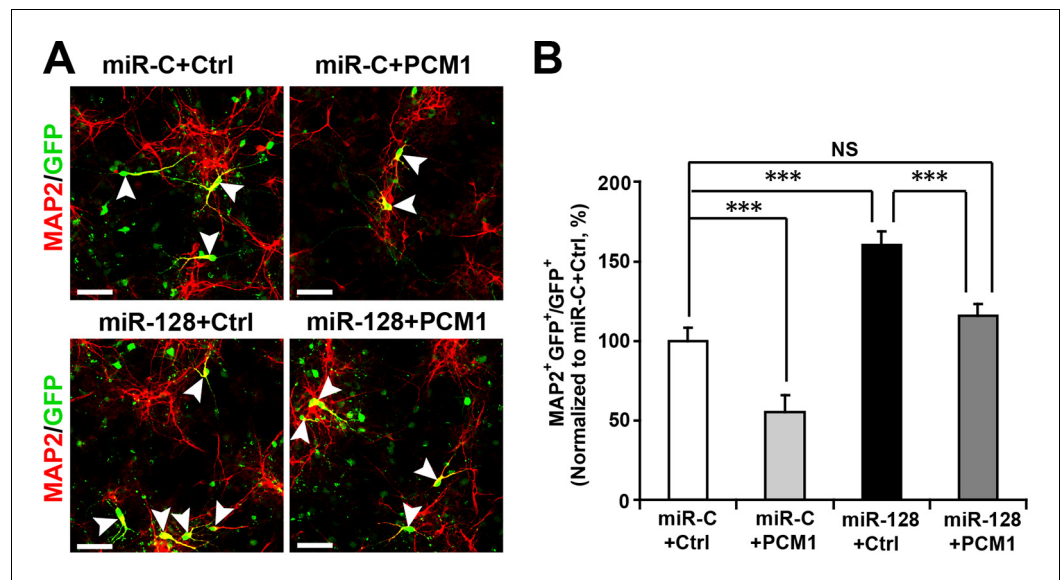 A
miR-C+Ctrl
miR-C+PCM1
MAP2/GFP
miR-128+Ctrl
miR-128+PCM1
MAP2/GFP
B
MAP2+ GFP+/GFP+
(Normalized to miR-C+Ctrl, %)
NS
***
***
***
200
150
100
50
0
miR-C
+Ctrl
miR-C
+PCM1
miR-128
+Ctrl
miR-128
+PCM1